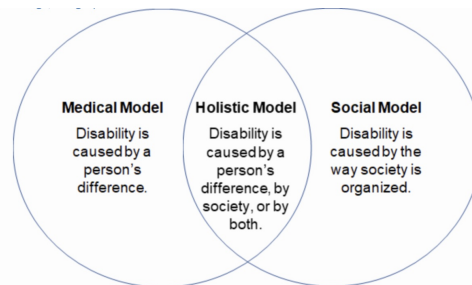 Medical Model
Disability is
caused by a
person's
difference.
Holistic Model
Disability is
caused by a
person's
difference, by
society, or by
both.
Social Model
Disability is
caused by the
way society is
organized.